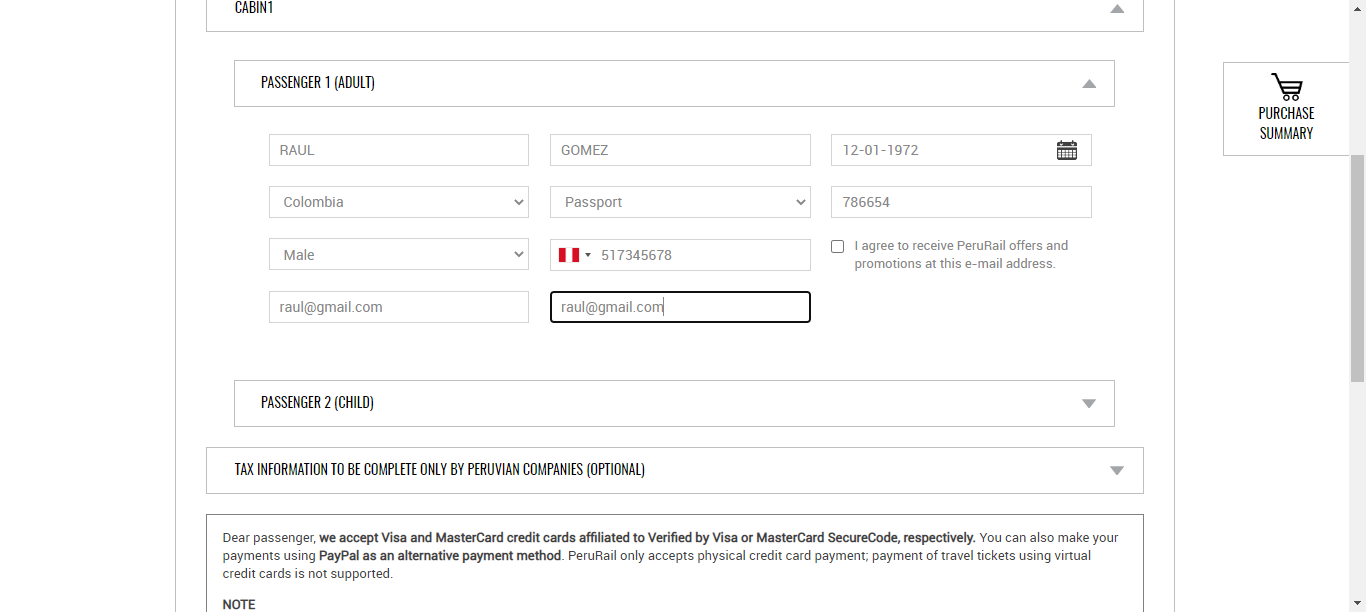 CABIN1
PASSENGER 1 (ADULT)
PURCHASE
SUMMARY
RAUL
GOMEZ
12-01-1972
Colombia
Passport
786654
Male
517345678
I agree to receive PeruRail offers and
promotions at this e-mail address.
raul@gmail.com
raul@gmail.com
PASSENGER 2 (CHILD)
TAX INFORMATION TO BE COMPLETE ONLY BY PERUVIAN COMPANIES (OPTIONAL)
Dear passenger, we accept Visa and MasterCard credit cards affiliated to Verified by Visa or MasterCard SecureCode, respectively. You can also make your
payments using PayPal as an alternative payment method. PeruRail only accepts physical credit card payment; payment of travel tickets using virtual
credit cards is not supported.
NOTE